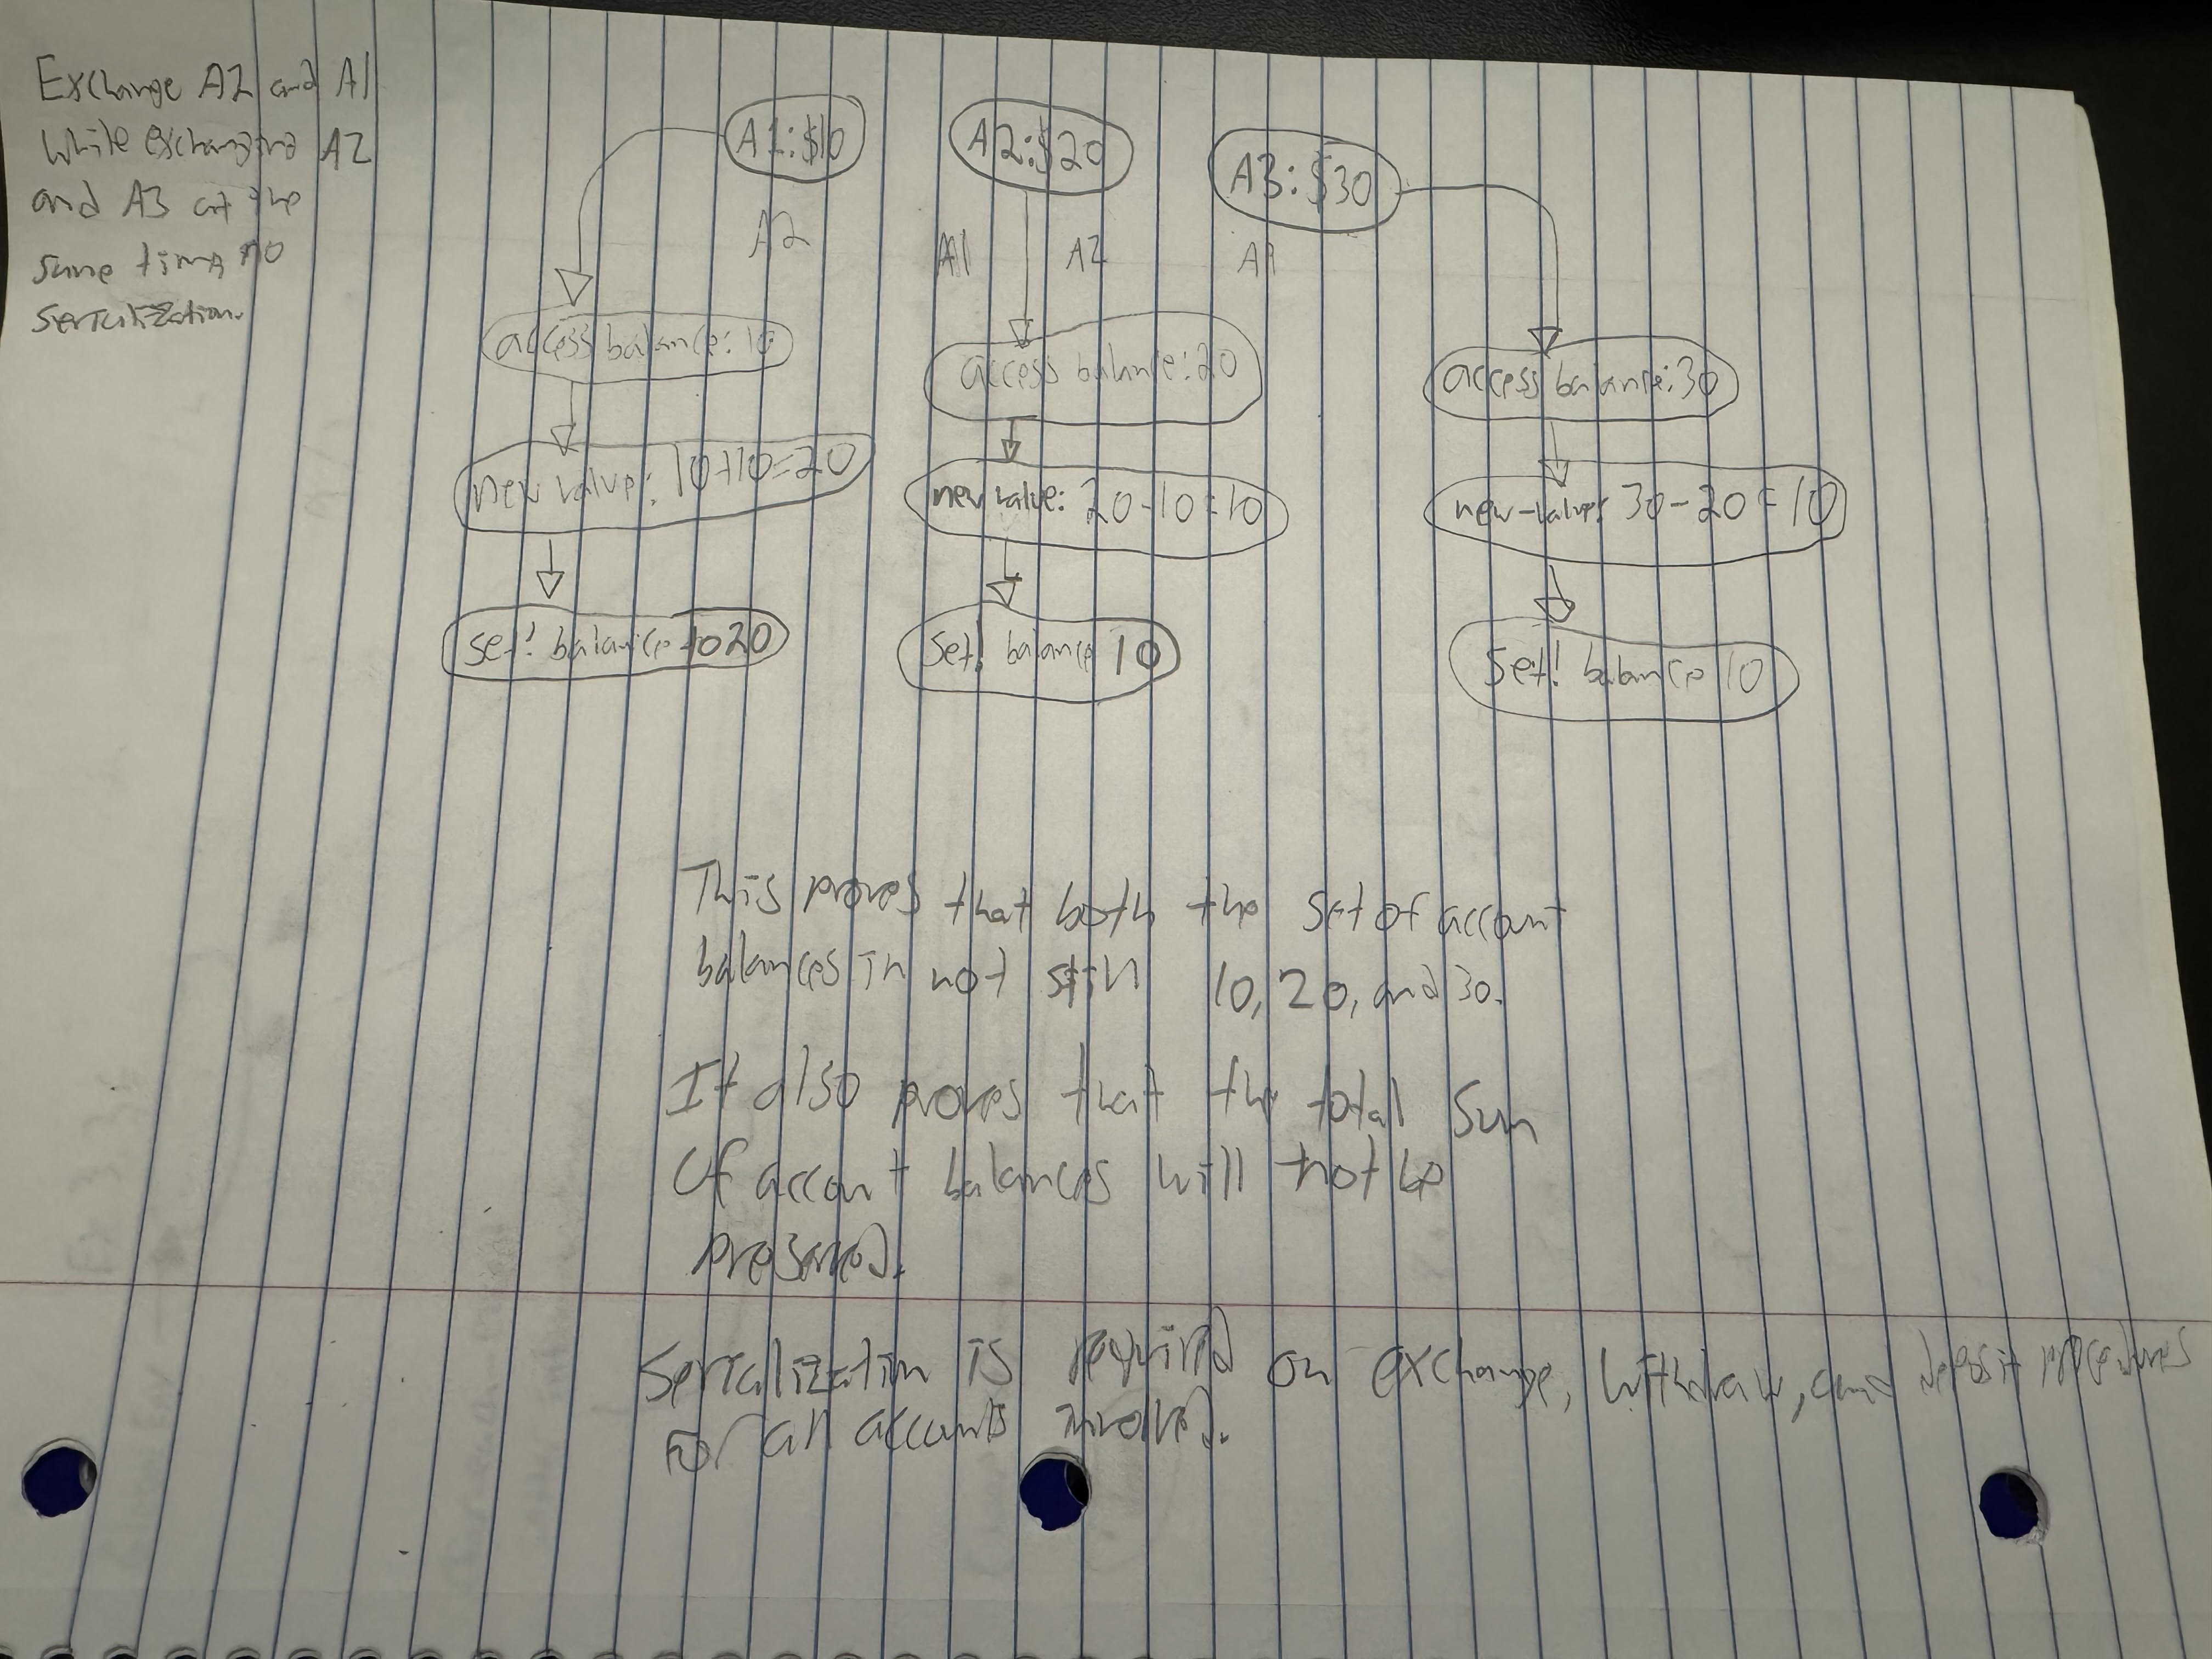 Exchange A2 and A1
while exchanging A2
and A3 at the
same time, no
serialization.
A1:$10
A2:$20
A3:$30
A2
A1
A2
access balance: 10
access balance: 20
access balance: 30
new value: 10+10=20
new value: 20-10=10
new-value: 30-20=10
set! balance to 20
set! balance 10
set! balance 10
This proves that both the set of account
balances in not still 10, 20, and 30.
It also proves that the total sum
of account balances will not be
preserved.
Serialization is required on exchange, withdraw, and deposit procedures
for all accounts involved.